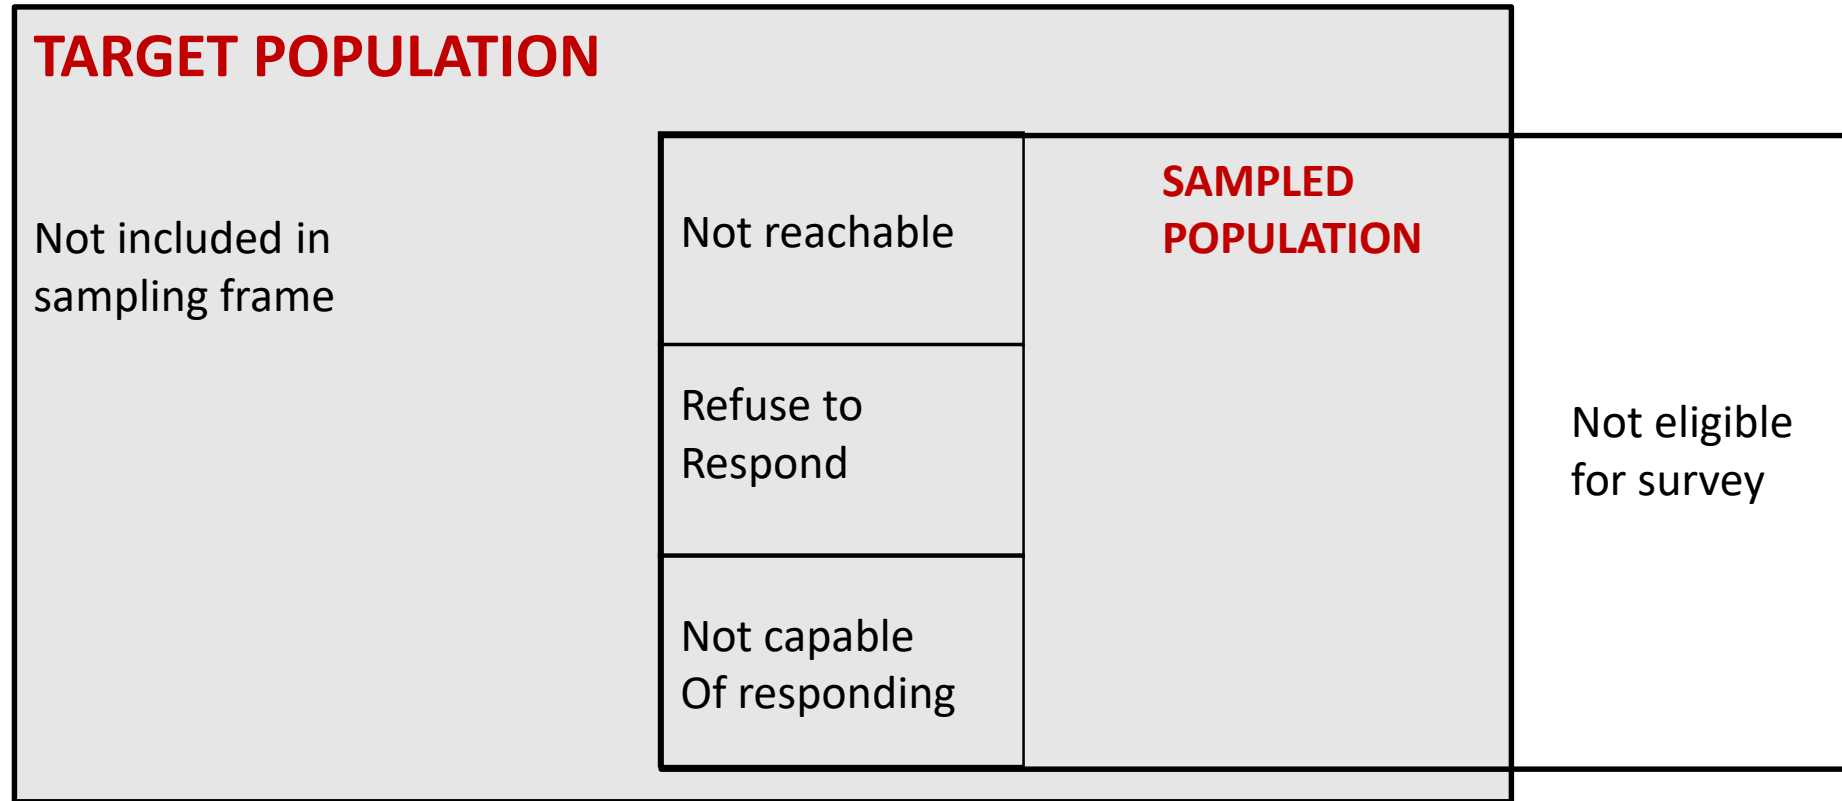 TARGET POPULATION
Not included in
sampling frame
Not reachable
SAMPLED
POPULATION
Refuse to
Respond
Not eligible
for survey
Not capable
Of responding